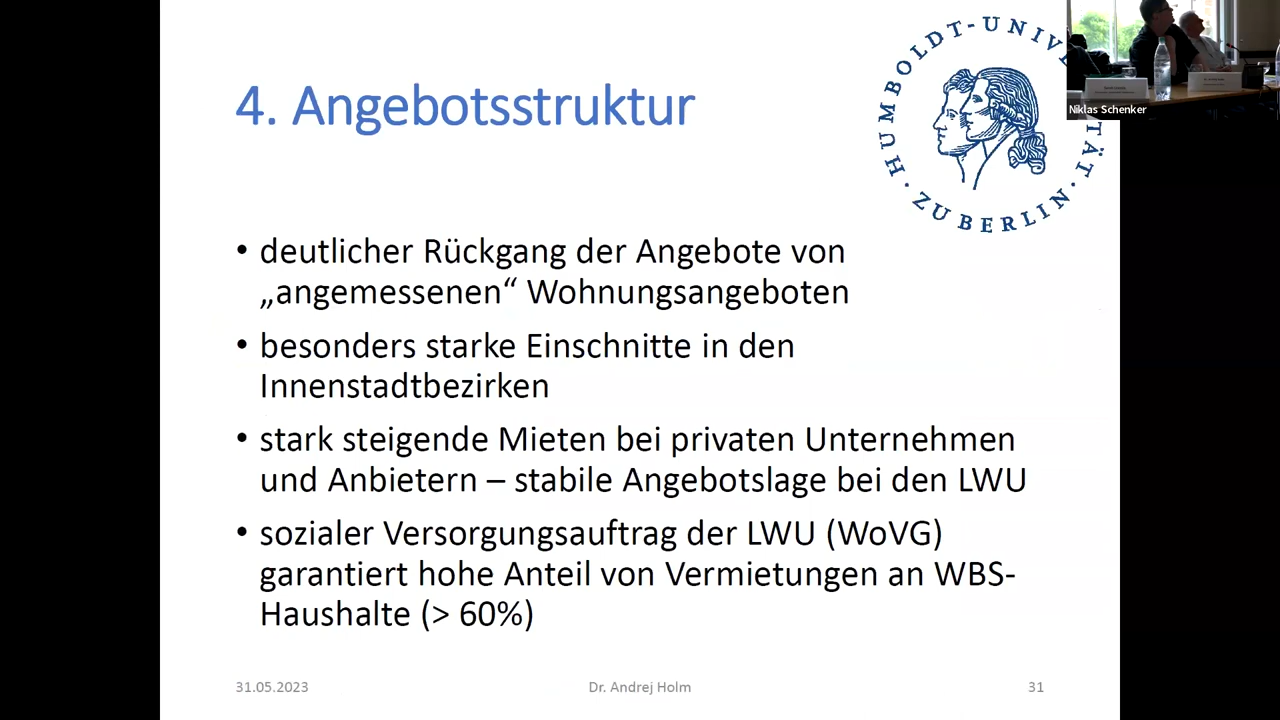 4. Angebotsstruktur
HUMBOLDT-UNIV
TÄT
ZU BERLIN
Niklas Schenker
• deutlicher Rückgang der Angebote von
„angemessenen“ Wohnungsangeboten
• besonders starke Einschnitte in den
Innenstadtbezirken
• stark steigende Mieten bei privaten Unternehmen
und Anbietern – stabile Angebotslage bei den LWU
• sozialer Versorgungsauftrag der LWU (WoVG)
garantiert hohe Anteil von Vermietungen an WBS-
Haushalte (> 60%)
31.05.2023
Dr. Andrej Holm
31